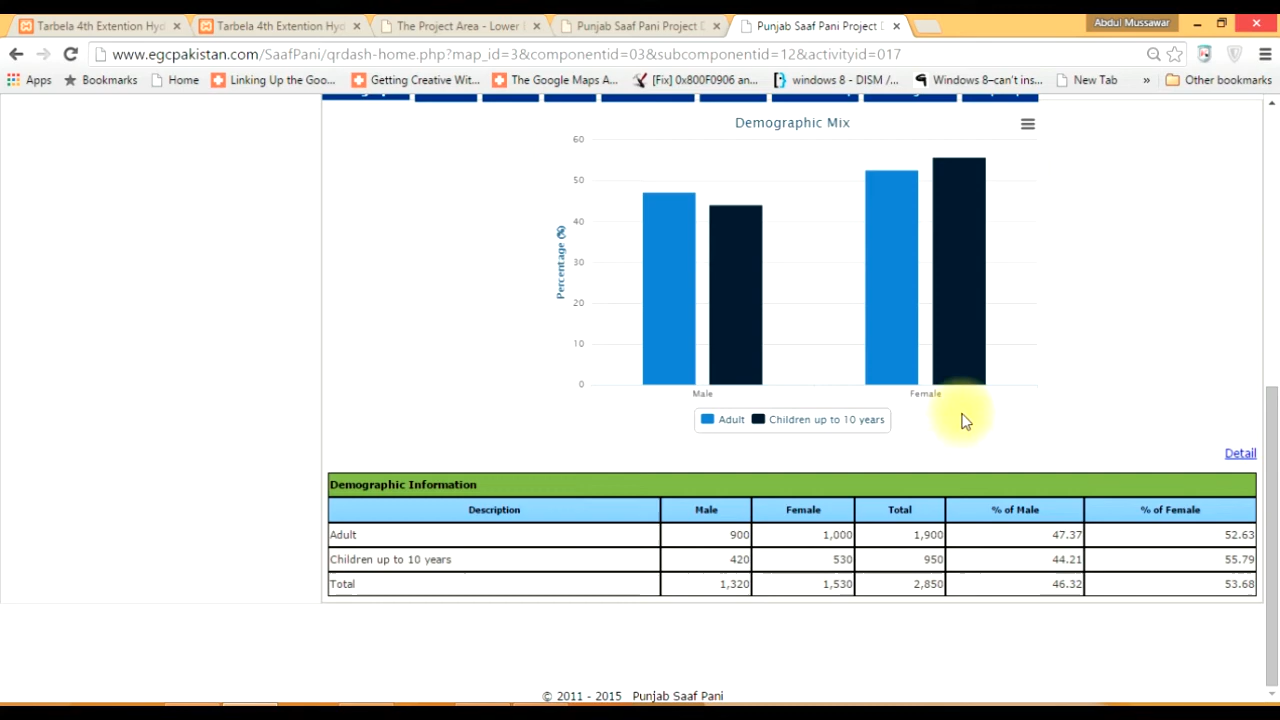 Tarbela 4th Extention Hyd
Tarbela 4th Extention Hyd
The Project Area - Lower
Punjab Saaf Pani Project D
Punjab Saaf Pani Project D
Abdul Mussawar
www.egcpakistan.com/SaafPani/qrdash-home.php?map_id=3&componentid=03&subcomponentid=12&activityid=017
Apps
Bookmarks
Home
Linking Up the Goo...
Getting Creative Wit...
The Google Maps A...
[Fix] 0x800F0906 an...
windows 8 - DISM /...
Windows 8–can't ins...
New Tab
»
Other bookmarks
Demographic Mix
60
50
40
30
20
10
0
Percentage (%)
Male
Female
Adult
Children up to 10 years
Detail
Demographic Information
Description Male Female Total % of Male % of Female
Adult 900 1,000 1,900 47.37 52.63
Children up to 10 years 420 530 950 44.21 55.79
Total 1,320 1,530 2,850 46.32 53.68
© 2011 - 2015 Punjab Saaf Pani